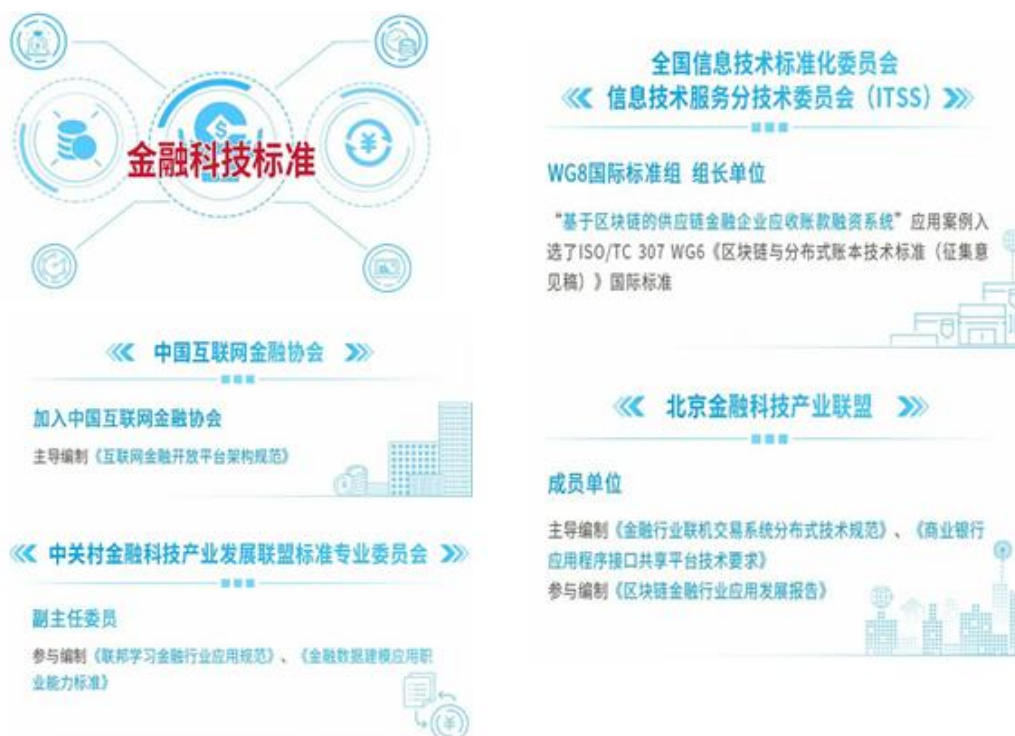 金融科技标准
中国互联网金融协会
加入中国互联网金融协会
主导编制《互联网金融开放平台架构规范》
中关村金融科技产业发展联盟标准专业委员会
副主任委员
参与编制《联邦学习金融行业应用规范》、《金融数据建模应用职
业能力标准》
全国信息技术标准化委员会
信息技术服务分技术委员会（ITSS）
WG8国际标准组 组长单位
“基于区块链的供应链金融企业应收账款融资系统”应用案例入
选了ISO/TC 307 WG6《区块链与分布式账本技术标准（征集意
见稿）》国际标准
北京金融科技产业联盟
成员单位
主导编制《金融行业联机交易系统分布式技术规范》、《商业银行
应用程序接口共享平台技术要求》
参与编制《区块链金融行业应用发展报告》